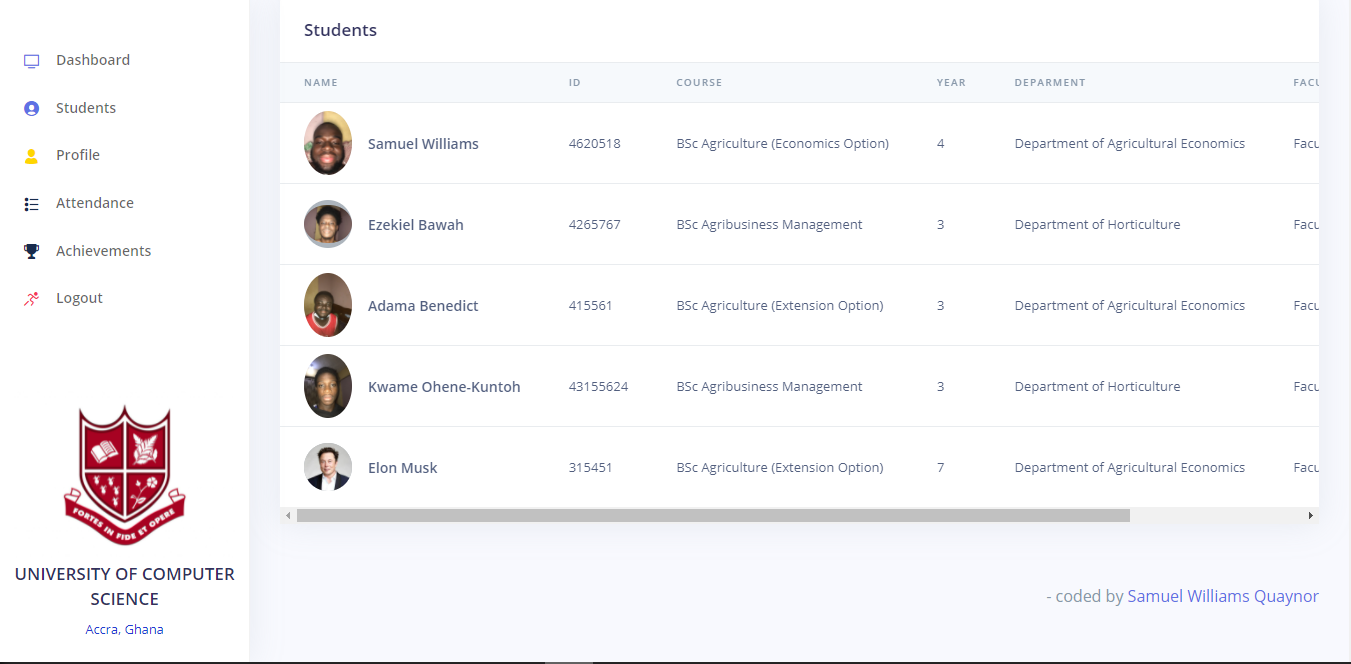 Dashboard
Students
Profile
Attendance
Achievements
Logout
FORTES IN FIDE ET OPERE
UNIVERSITY OF COMPUTER
SCIENCE
Accra, Ghana
Students
NAME ID COURSE YEAR DEPARMENT FACU
Samuel Williams 4620518 BSc Agriculture (Economics Option) 4 Department of Agricultural Economics Facu
Ezekiel Bawah 4265767 BSc Agribusiness Management 3 Department of Horticulture Facu
Adama Benedict 415561 BSc Agriculture (Extension Option) 3 Department of Agricultural Economics Facu
Kwame Ohene-Kuntoh 43155624 BSc Agribusiness Management 3 Department of Horticulture Facu
Elon Musk 315451 BSc Agriculture (Extension Option) 7 Department of Agricultural Economics Facu
- coded by Samuel Williams Quaynor